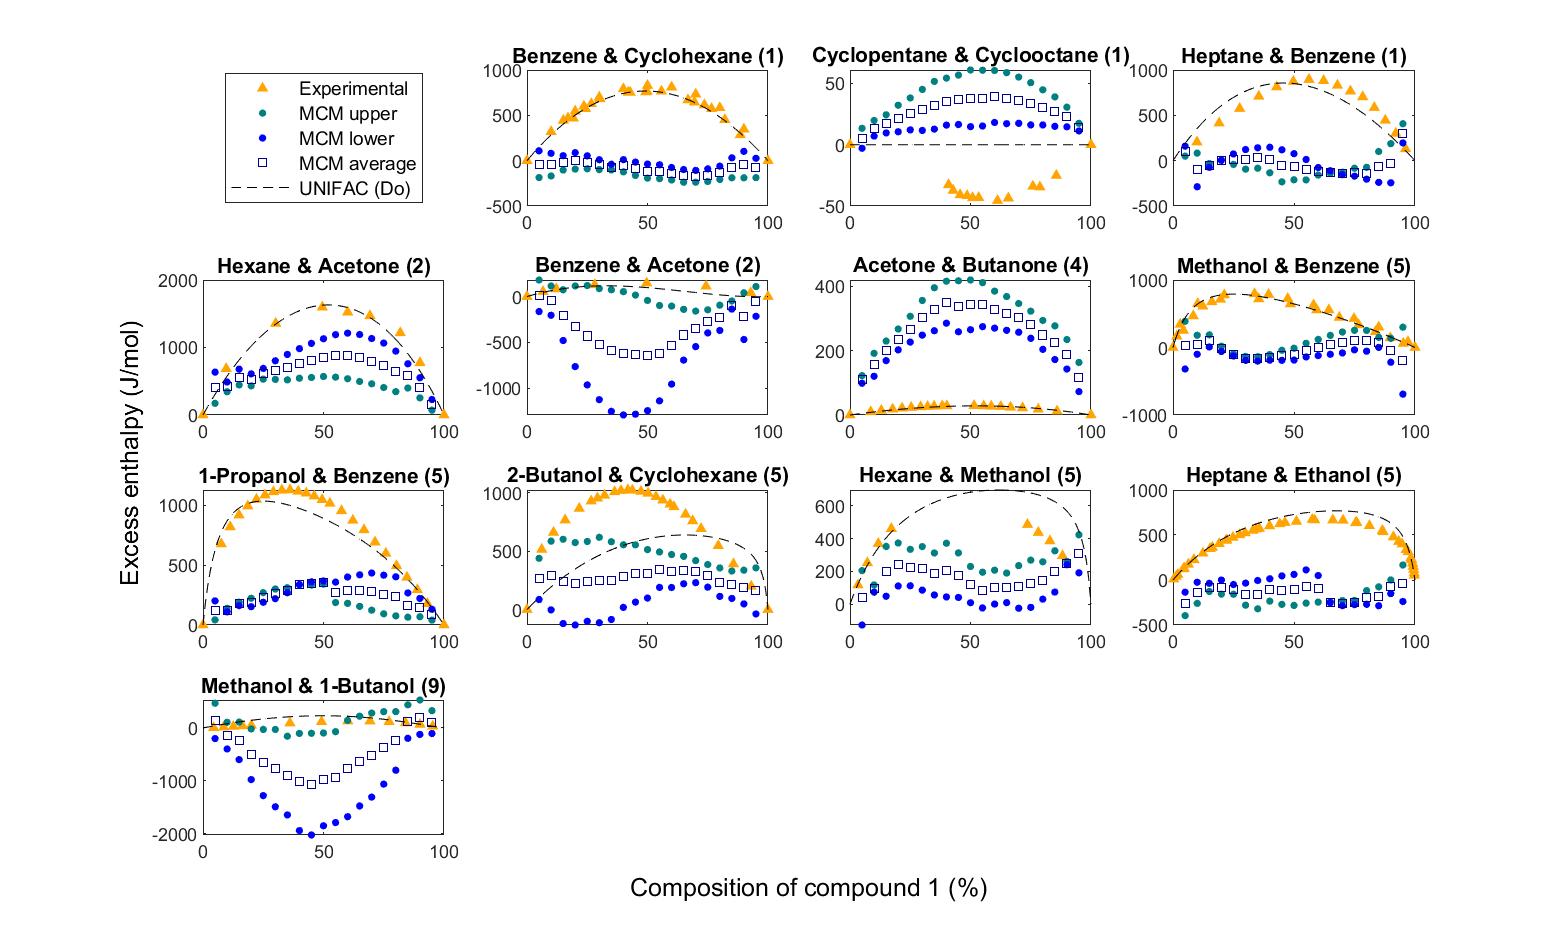 Experimental
MCM upper
MCM lower
MCM average
UNIFAC (Do)
Benzene & Cyclohexane (1)
1000
500
0
-500
0 50 100
Cyclopentane & Cyclooctane (1)
50
0
-50
0 50 100
Heptane & Benzene (1)
1000
500
0
-500
0 50 100
Hexane & Acetone (2)
2000
1000
0
0 50 100
Benzene & Acetone (2)
0
-500
-1000
0 50 100
Acetone & Butanone (4)
400
200
0
0 50 100
Methanol & Benzene (5)
1000
0
-1000
0 50 100
1-Propanol & Benzene (5)
1000
500
0
0 50 100
2-Butanol & Cyclohexane (5)
1000
500
0
0 50 100
Hexane & Methanol (5)
600
400
200
0
0 50 100
Heptane & Ethanol (5)
1000
500
0
-500
0 50 100
Methanol & 1-Butanol (9)
0
-1000
-2000
0 50 100
Excess enthalpy (J/mol)
Composition of compound 1 (%)